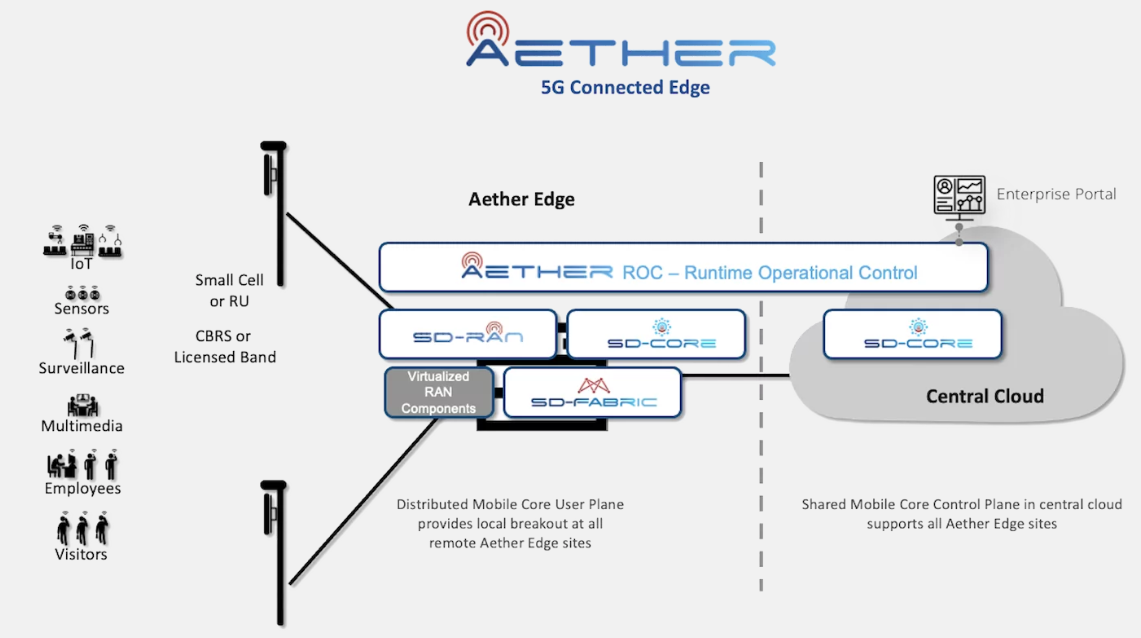 AETHER
5G Connected Edge
Aether Edge
Enterprise Portal
AETHER ROC – Runtime Operational Control
IoT
Sensors
Surveillance
Multimedia
Employees
Visitors
Small Cell
or RU
CBRS or
Licensed Band
SD-RAN
SD-CORE
SD-CORE
Virtualized
RAN
Components
SD-FABRIC
Central Cloud
Distributed Mobile Core User Plane
provides local breakout at all
remote Aether Edge sites
Shared Mobile Core Control Plane in central cloud
supports all Aether Edge sites